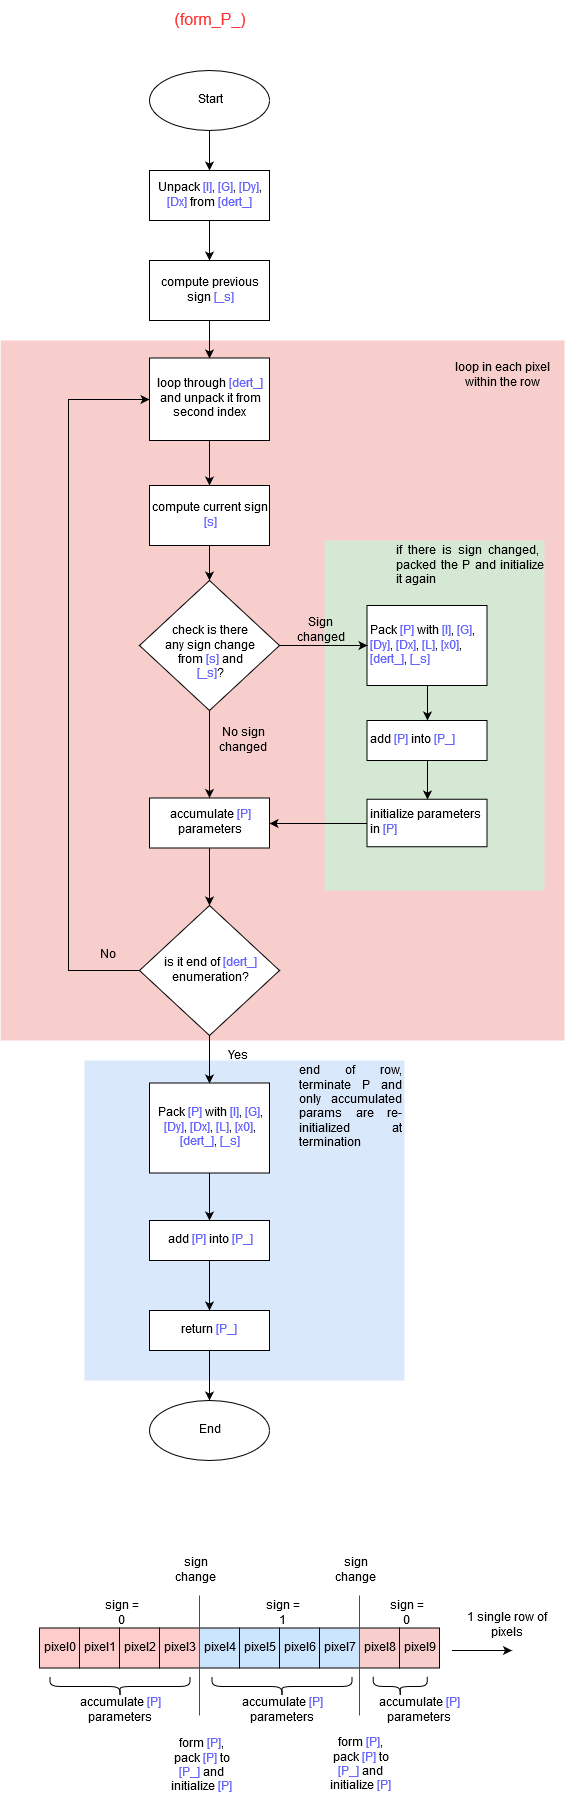 (form_P_)
Start
Unpack [I], [G], [Dy],
[Dx] from [dert_]
compute previous
sign [_s]
loop in each pixel
within the row
loop through [dert_]
and unpack it from
second index
compute current sign
[s]
if there is sign changed,
packed the P and initialize
it again
check is there
any sign change
from [s] and
[_s]?
Sign
changed
Pack [P] with [I], [G],
[Dy], [Dx], [L], [x0],
[dert_], [_s]
No sign
changed
add [P] into [P_]
accumulate [P]
parameters
initialize parameters
in [P]
is it end of [dert_]
enumeration?
No
Yes
end of row,
terminate P and
only accumulated
params are re-
initialized at
termination
Pack [P] with [I], [G],
[Dy], [Dx], [L], [x0],
[dert_], [_s]
add [P] into [P_]
return [P_]
End
sign
change
sign
change
sign =
0
sign =
1
sign =
0
1 single row of
pixels
pixel0 pixel1 pixel2 pixel3 pixel4 pixel5 pixel6 pixel7 pixel8 pixel9
accumulate [P]
parameters
accumulate [P]
parameters
accumulate [P]
parameters
form [P],
pack [P] to
[P_] and
initialize [P]
form [P],
pack [P] to
[P_] and
initialize [P]